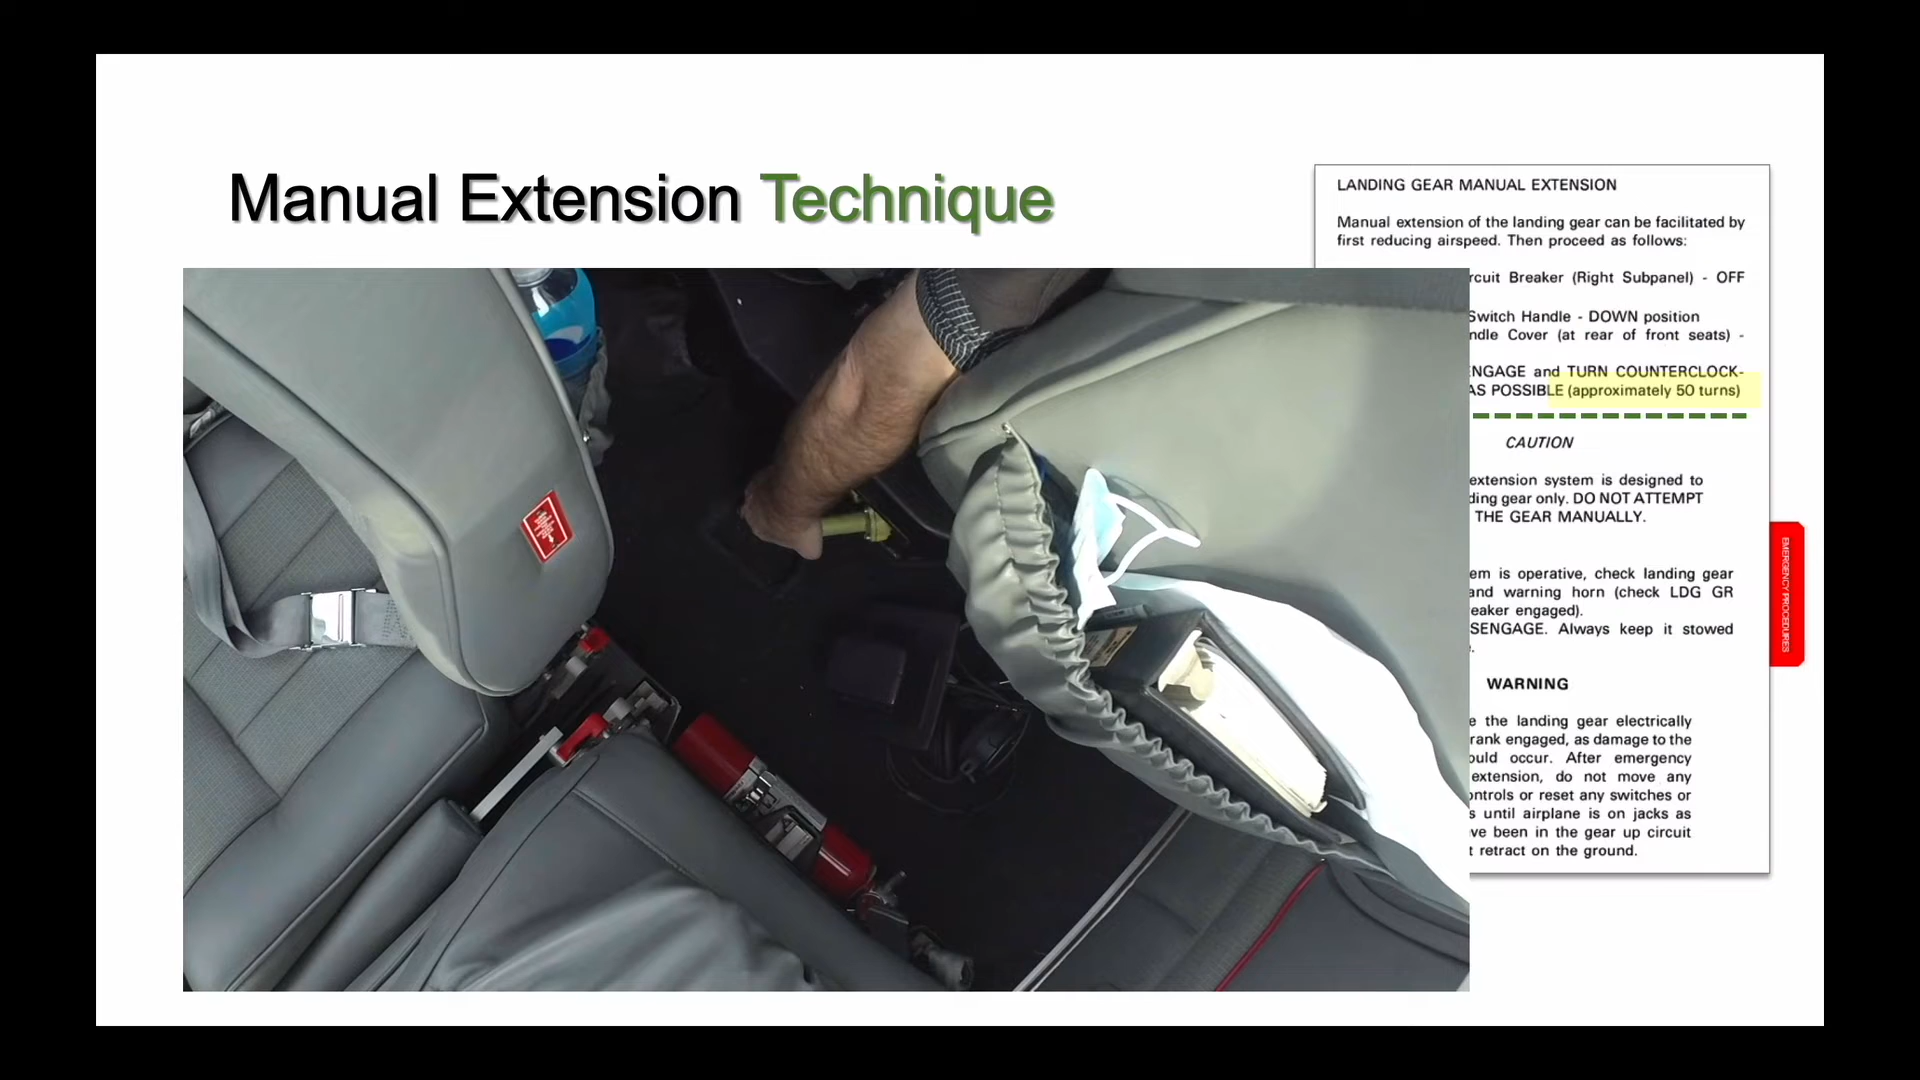 Manual Extension Technique
LANDING GEAR MANUAL EXTENSION
Manual extension of the landing gear can be facilitated by
first reducing airspeed. Then proceed as follows:
rcuit Breaker (Right Subpanel) - OFF
Switch Handle - DOWN position
ndle Cover (at rear of front seats) -
ENGAGE and TURN COUNTERCLOCK-
AS POSSIBLE (approximately 50 turns)
CAUTION
extension system is designed to
ding gear only. DO NOT ATTEMPT
THE GEAR MANUALLY.
em is operative, check landing gear
and warning horn (check LDG GR
eaker engaged).
SENGAGE. Always keep it stowed
EMERGENCY PROCEDURES
WARNING
e the landing gear electrically
rank engaged, as damage to the
ould occur. After emergency
extension, do not move any
ontrols or reset any switches or
s until airplane is on jacks as
ve been in the gear up circuit
t retract on the ground.